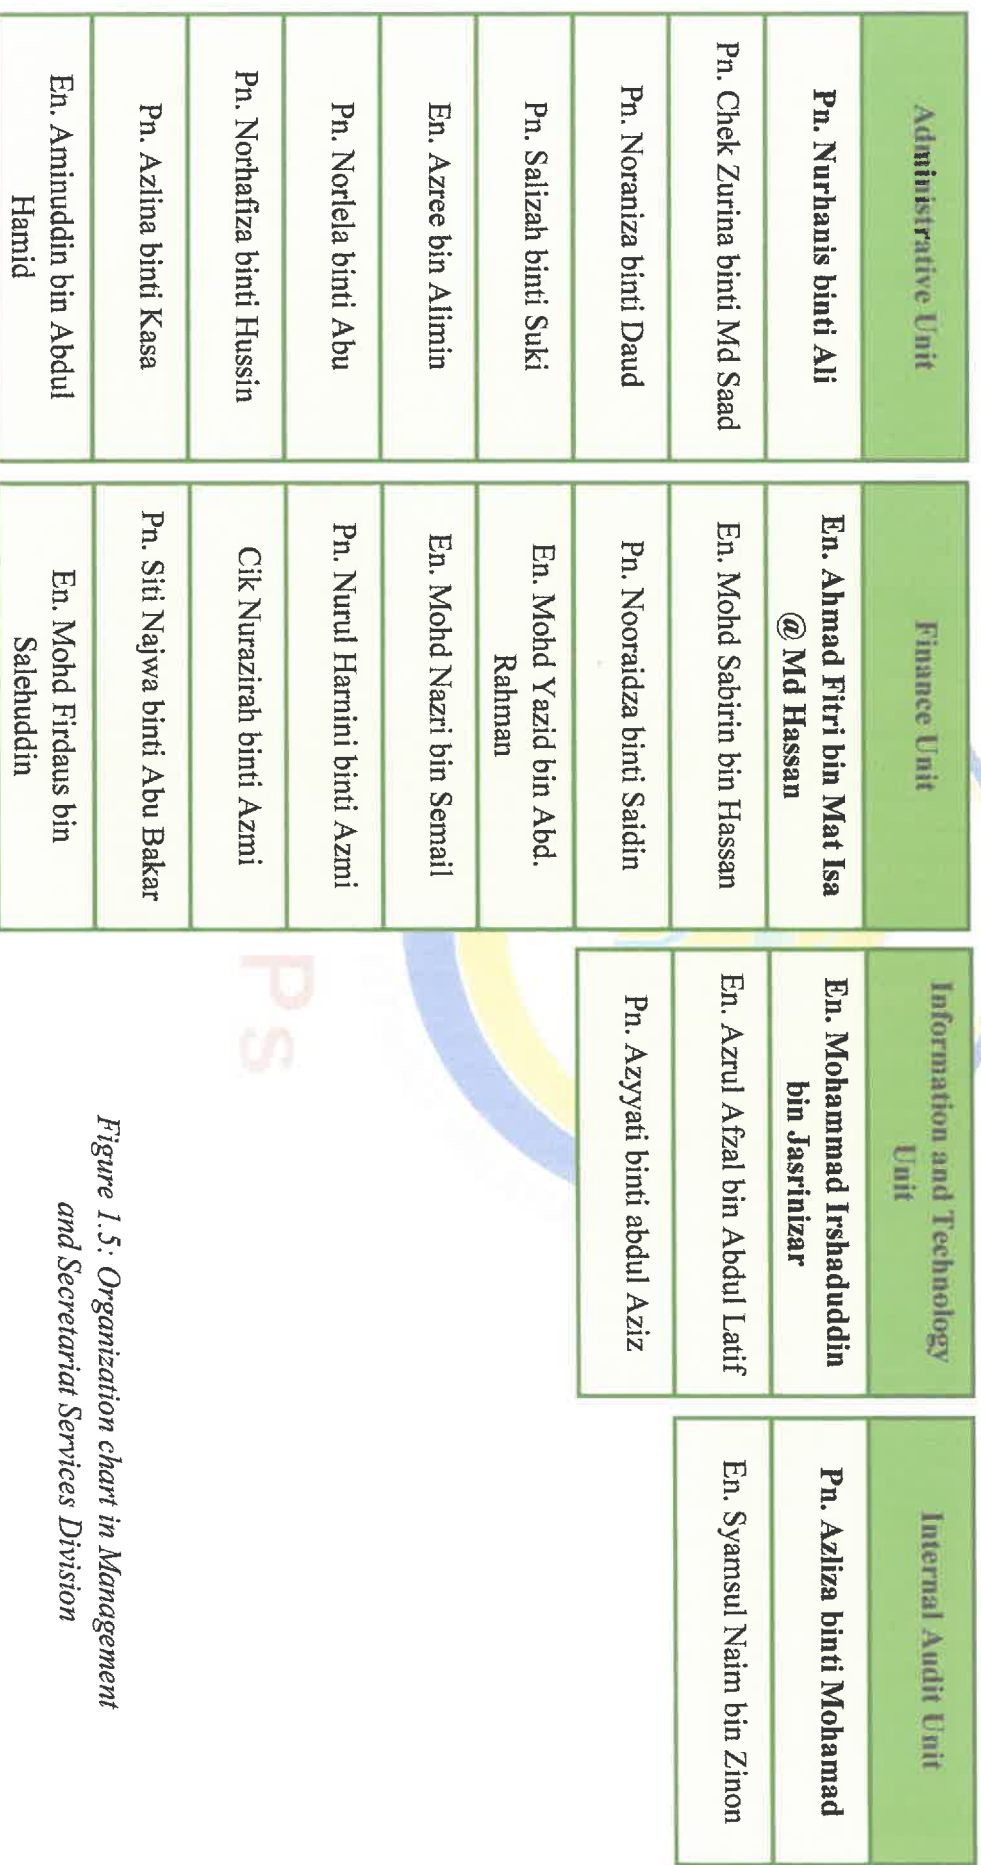 Administrative Unit
Pn. Nurhanis binti Ali
Pn. Chek Zurina binti Md Saad
Pn. Noraniza binti Daud
Pn. Salizah binti Suki
En. Azree bin Alimin
Pn. Norlela binti Abu
Pn. Norhafiza binti Hussin
Pn. Azlina binti Kasa
En. Aminuddin bin Abdul
Hamid
Finance Unit
En. Ahmad Fitri bin Mat Isa
@ Md Hassan
En. Mohd Sabirin bin Hassan
Pn. Nooraidza binti Saidin
En. Mohd Yazid bin Abd.
Rahman
En. Mohd Nazri bin Semail
Pn. Nurul Harnini binti Azmi
Cik Nurazirah binti Azmi
Pn. Siti Najwa binti Abu Bakar
En. Mohd Firdaus bin
Salehuddin
Information and Technology
Unit
En. Mohammad Irshaduddin
bin Jasrinizar
En. Azrul Afzal bin Abdul Latif
Pn. Azyyati binti abdul Aziz
Internal Audit Unit
Pn. Azliza binti Mohamad
En. Syamsul Naim bin Zinon
PS
Figure 1.5: Organization chart in Management
and Secretariat Services Division